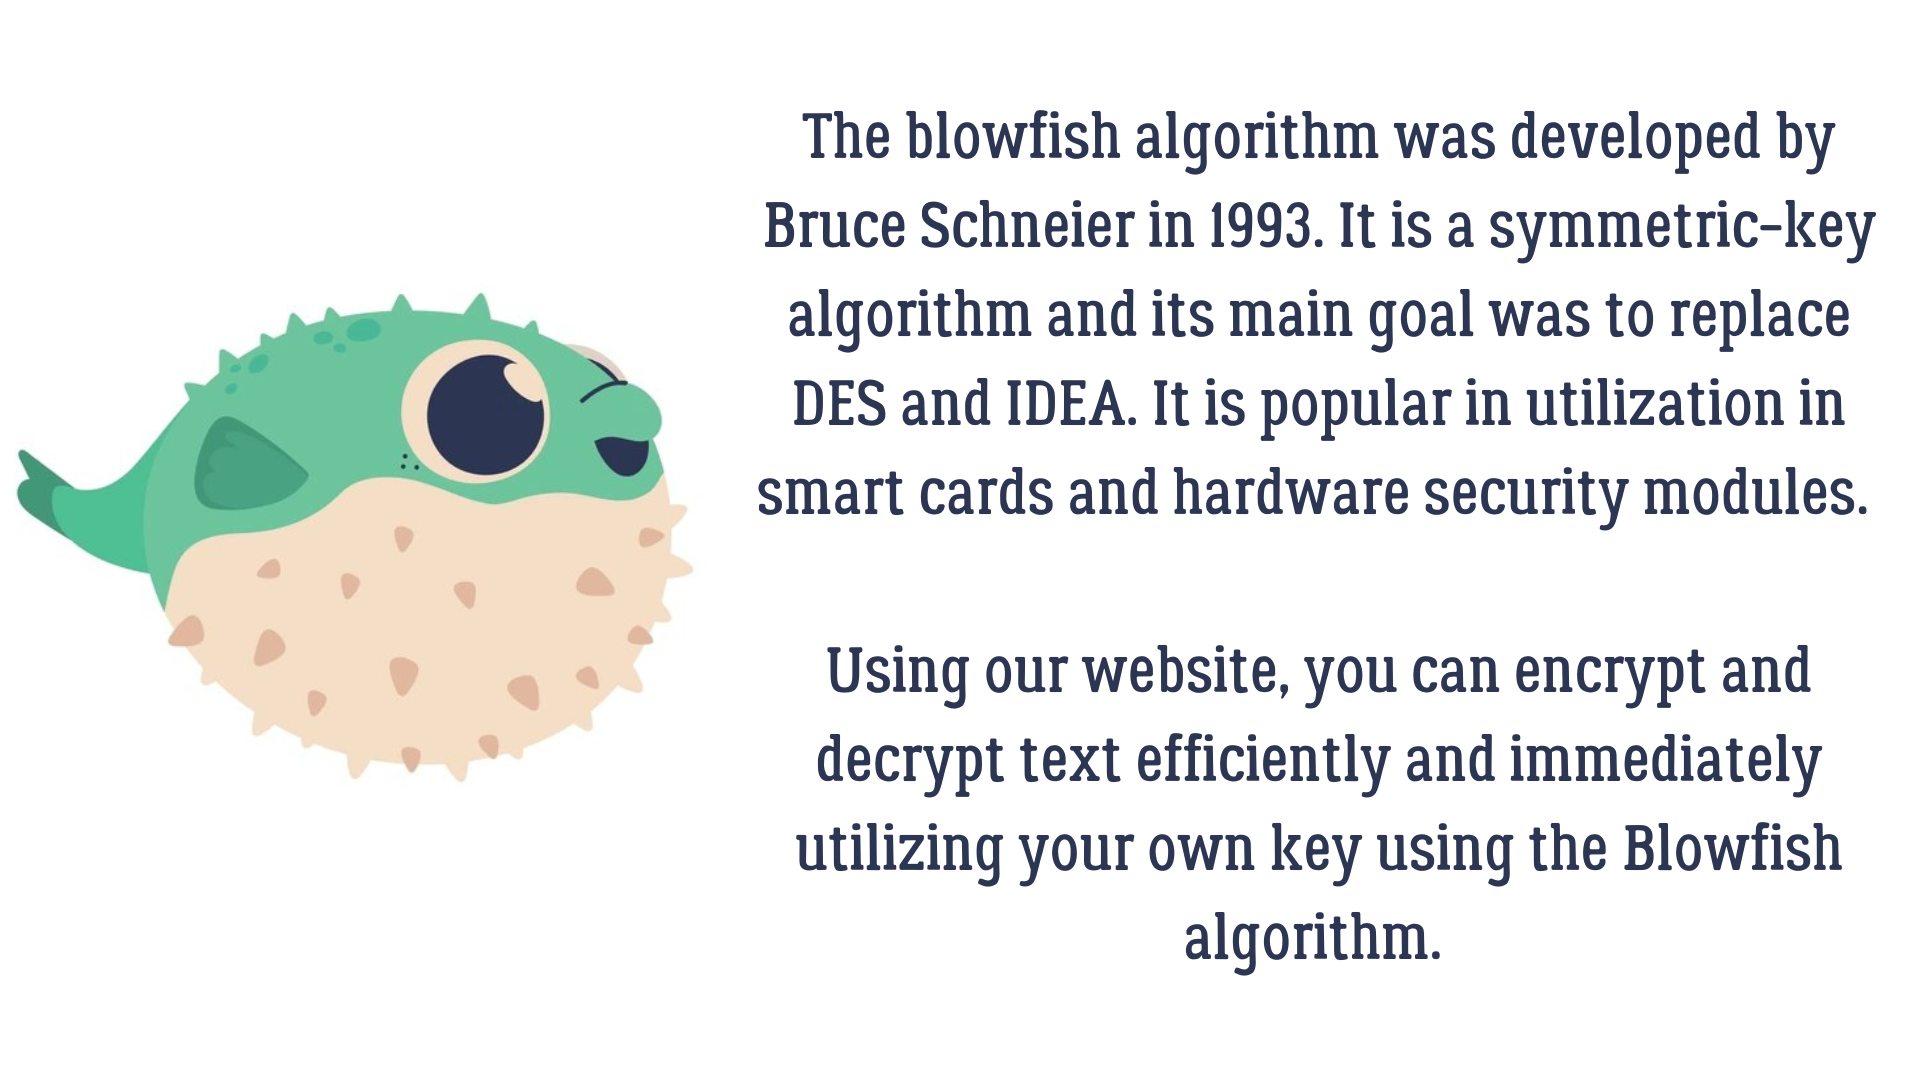 The blowfish algorithm was developed by
Bruce Schneier in 1993. It is a symmetric-key
algorithm and its main goal was to replace
DES and IDEA. It is popular in utilization in
smart cards and hardware security modules.
Using our website, you can encrypt and
decrypt text efficiently and immediately
utilizing your own key using the Blowfish
algorithm.